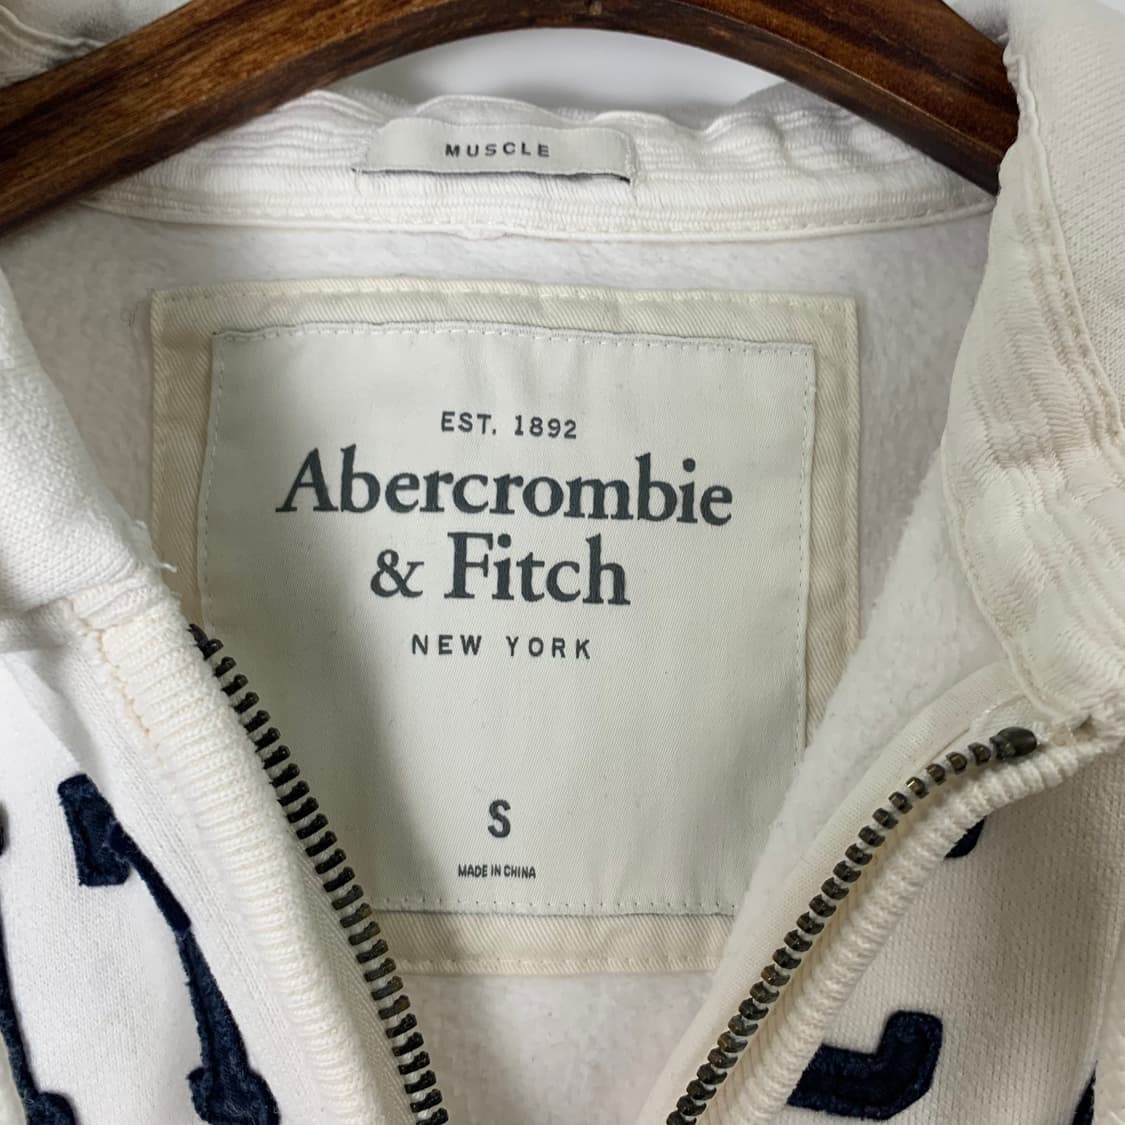 MUSCLE
EST. 1892
Abercrombie
& Fitch
NEW YORK
S
MADE IN CHINA